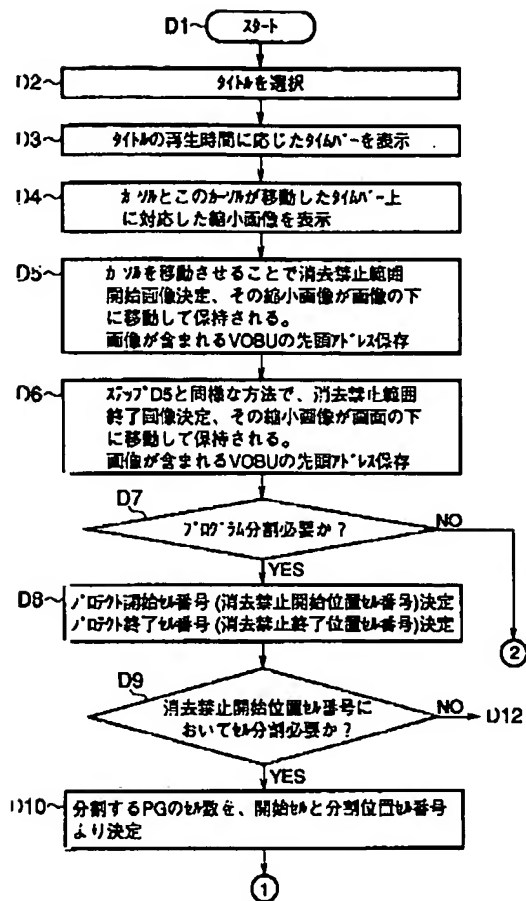 D1
スタート
D2
タイトルを選択
D3
タイトルの再生時間に応じたタイムバーを表示
D4
カーソルとこのカーソルが移動したタイムバー上
に対応した縮小画像を表示
D5
カーソルを移動させることで消去禁止範囲
開始画像決定、その縮小画像が画像の下
に移動して保持される。
画像が含まれるVOBUの先頭アドレス保存
D6
ステップD5と同様な方法で、消去禁止範囲
終了画像決定、その縮小画像が画面の下
に移動して保持される。
画像が含まれるVOBUの先頭アドレス保存
D7
プログラム分割必要か?
NO
YES
②
D8
プロテクト開始セル番号(消去禁止開始位置セル番号)決定
プロテクト終了セル番号(消去禁止終了位置セル番号)決定
D9
消去禁止開始位置セル番号に
おいてセル分割必要か?
NO
D12
YES
D10
分割するPGのセル数を、開始セルと分割位置セル番号
より決定
①